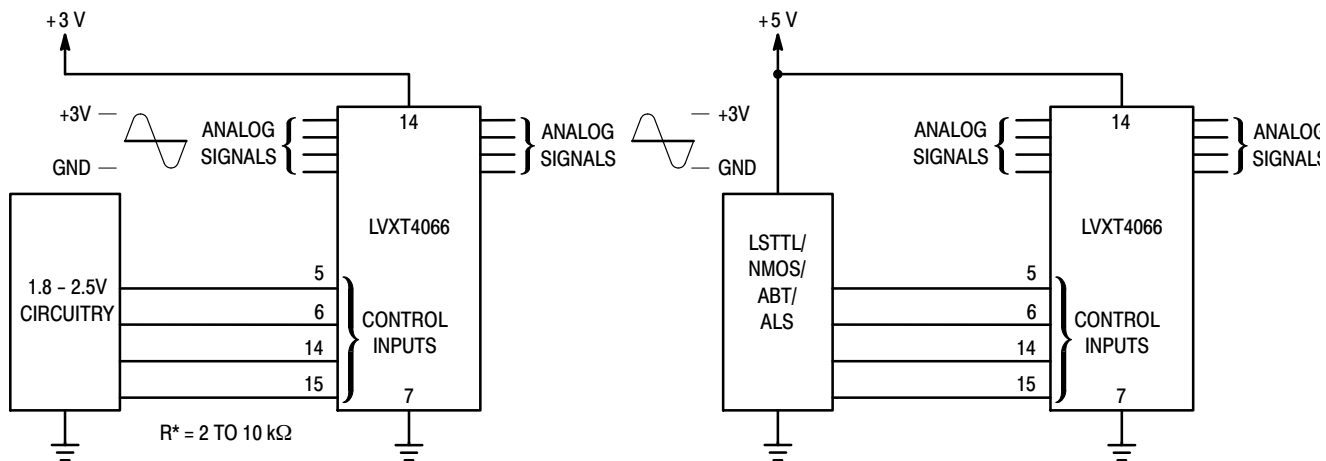 +3 V
+3V
GND
ANALOG
SIGNALS
14
ANALOG
SIGNALS
LVXT4066
1.8 – 2.5V
CIRCUITRY
5
6
14
15
CONTROL
INPUTS
7
R* = 2 TO 10 kΩ
+5 V
+3V
GND
ANALOG
SIGNALS
14
ANALOG
SIGNALS
LVXT4066
LSTTL/
NMOS/
ABT/
ALS
5
6
14
15
CONTROL
INPUTS
7